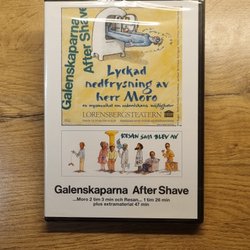 Galenskaparna
After Shave
Lyckad
nedfrysning av
herr Moro
LORENSBERGSTEATERN
RESAN SOM BLEV AV
Galenskaparna After Shave
...Moro 2 tim 3 min och Resan... 1 tim 26 min
plus extramaterial 47 min